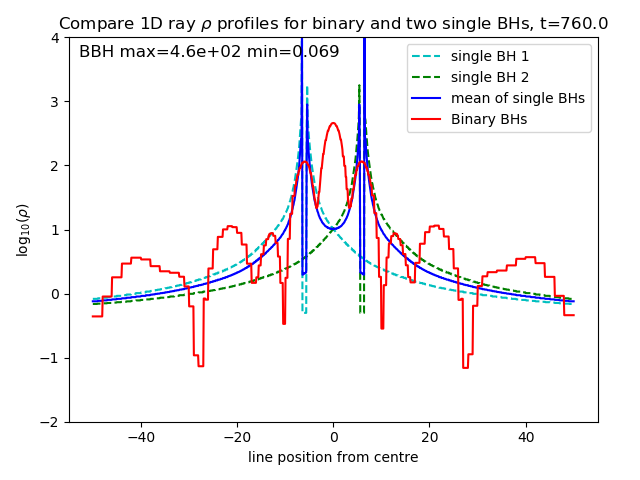 Compare 1D ray ρ profiles for binary and two single BHs, t=760.0
BBH max=4.6e+02 min=0.069
single BH 1
single BH 2
mean of single BHs
Binary BHs
log₁₀(ρ)
4
3
2
1
0
−1
−2
−40
−20
0
20
40
line position from centre